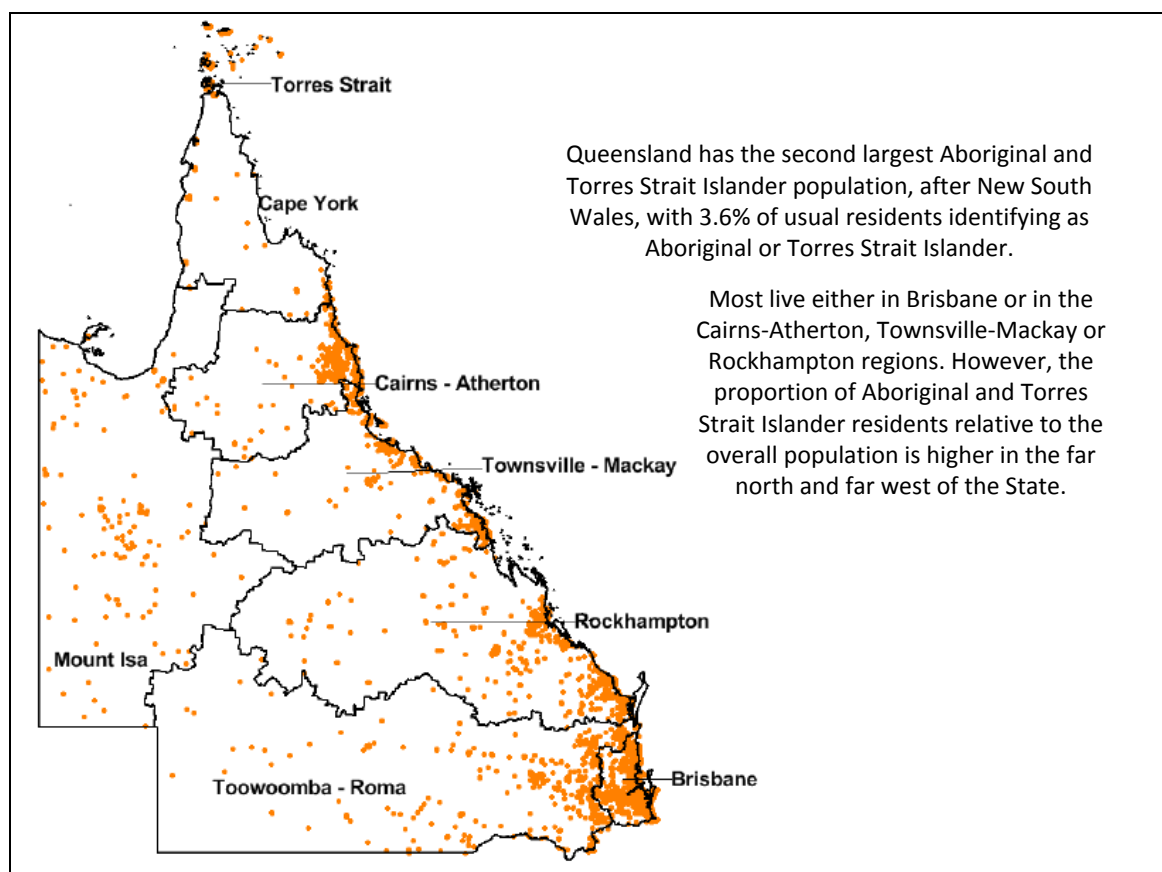 Torres Strait
Queensland has the second largest Aboriginal and
Torres Strait Islander population, after New South
Wales, with 3.6% of usual residents identifying as
Aboriginal or Torres Strait Islander.
Cape York
Most live either in Brisbane or in the
Cairns-Atherton, Townsville-Mackay or
Rockhampton regions. However, the
proportion of Aboriginal and Torres
Strait Islander residents relative to the
overall population is higher in the far
north and far west of the State.
Cairns - Atherton
Townsville - Mackay
Rockhampton
Mount Isa
Toowoomba - Roma
Brisbane